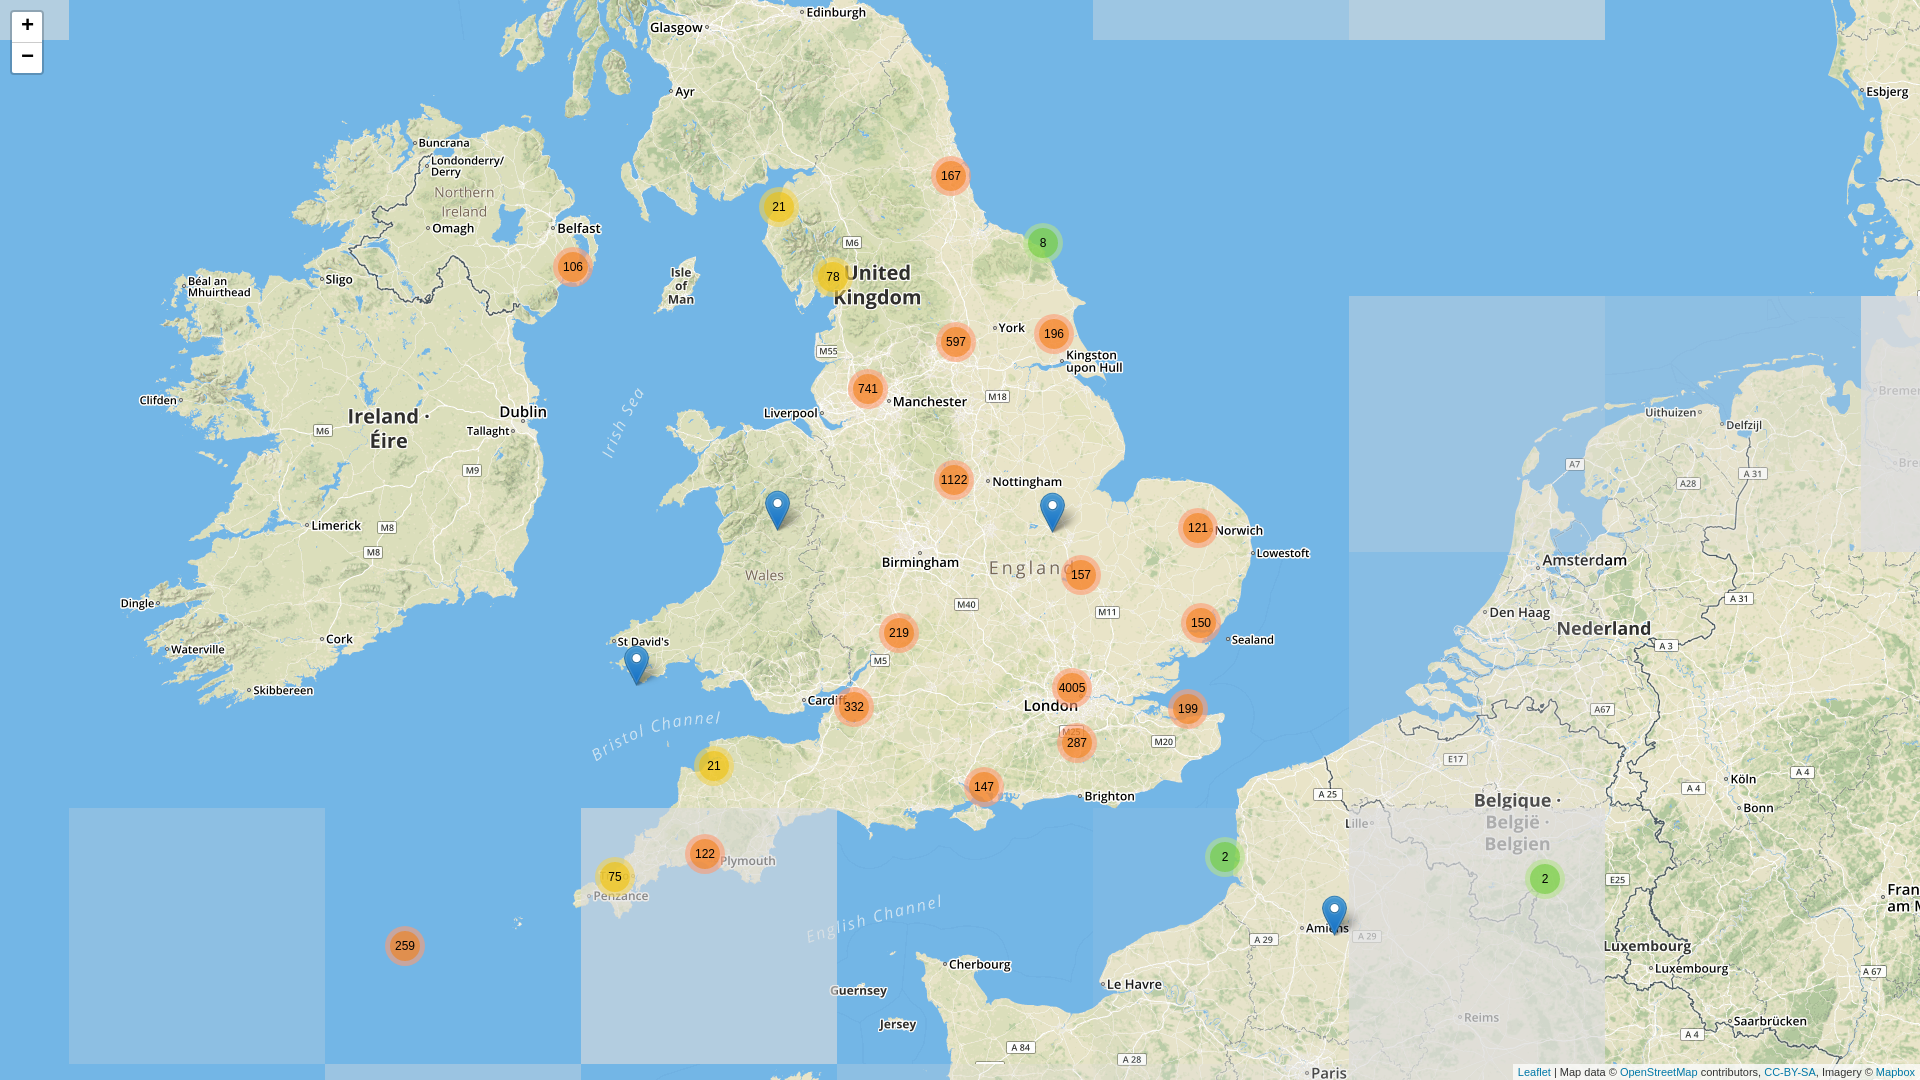 +
−
Edinburgh
Glasgow
Ayr
Esbjerg
Buncrana
Londonderry/
Derry
Northern
Ireland
Omagh
Belfast
167
21
8
M6
106
78
United
Kingdom
Isle
of
Man
Sligo
Béal an
Mhuirthead
York
196
597
M55
Kingston
upon Hull
741
Manchester
M18
Liverpool
Clifden
Ireland ·
Éire
Dublin
Tallaght
M6
M9
Irish Sea
Uithuizen
Delfzijl
A7
A 31
A28
1122
Nottingham
Limerick
M8
M8
121
Norwich
Lowestoft
Birmingham
England
157
Wales
Amsterdam
Dingle
M40
M11
A 31
Den Haag
Nederland
150
219
Sealand
Cork
Waterville
St David's
M5
A 3
Skibbereen
4005
London
Cardiff
332
199
A67
Bristol Channel
M25
287
M20
E17
21
147
Brighton
Köln
A 4
A 4
Bonn
A 25
Lille
Belgique ·
België ·
Belgien
122
Plymouth
2
75
Penzance
2
E25
English Channel
259
Amiens
A 29
A 29
Luxembourg
Luxembourg
A 67
Cherbourg
Le Havre
Guernsey
Jersey
Reims
Saarbrücken
A 84
A 28
A 4
Paris
Leaflet | Map data © OpenStreetMap contributors, CC-BY-SA, Imagery © Mapbox